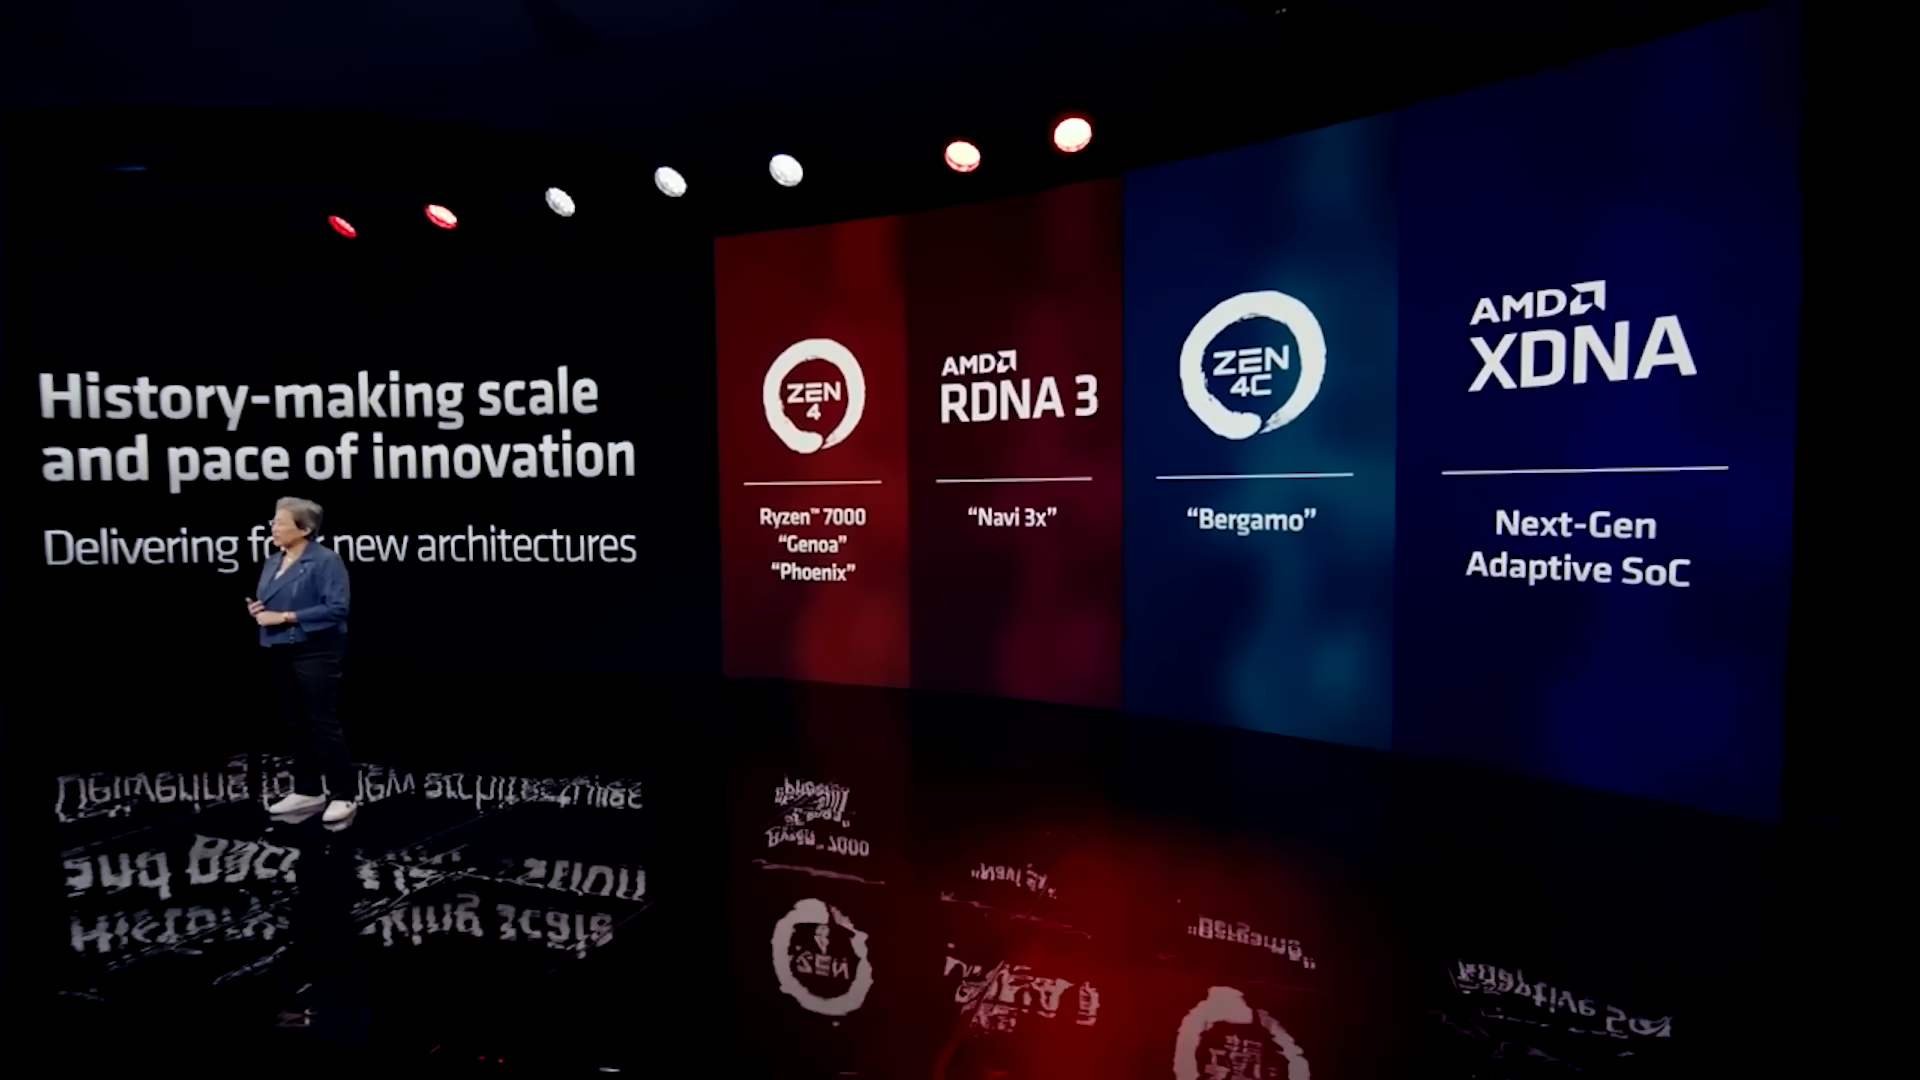 History-making scale
and pace of innovation
Delivering new architectures
ZEN
4
Ryzen™ 7000
“Genoa”
“Phoenix”
AMD
RDNA 3
“Navi 3x”
ZEN
4C
“Bergamo”
AMD
XDNA
Next-Gen
Adaptive SoC